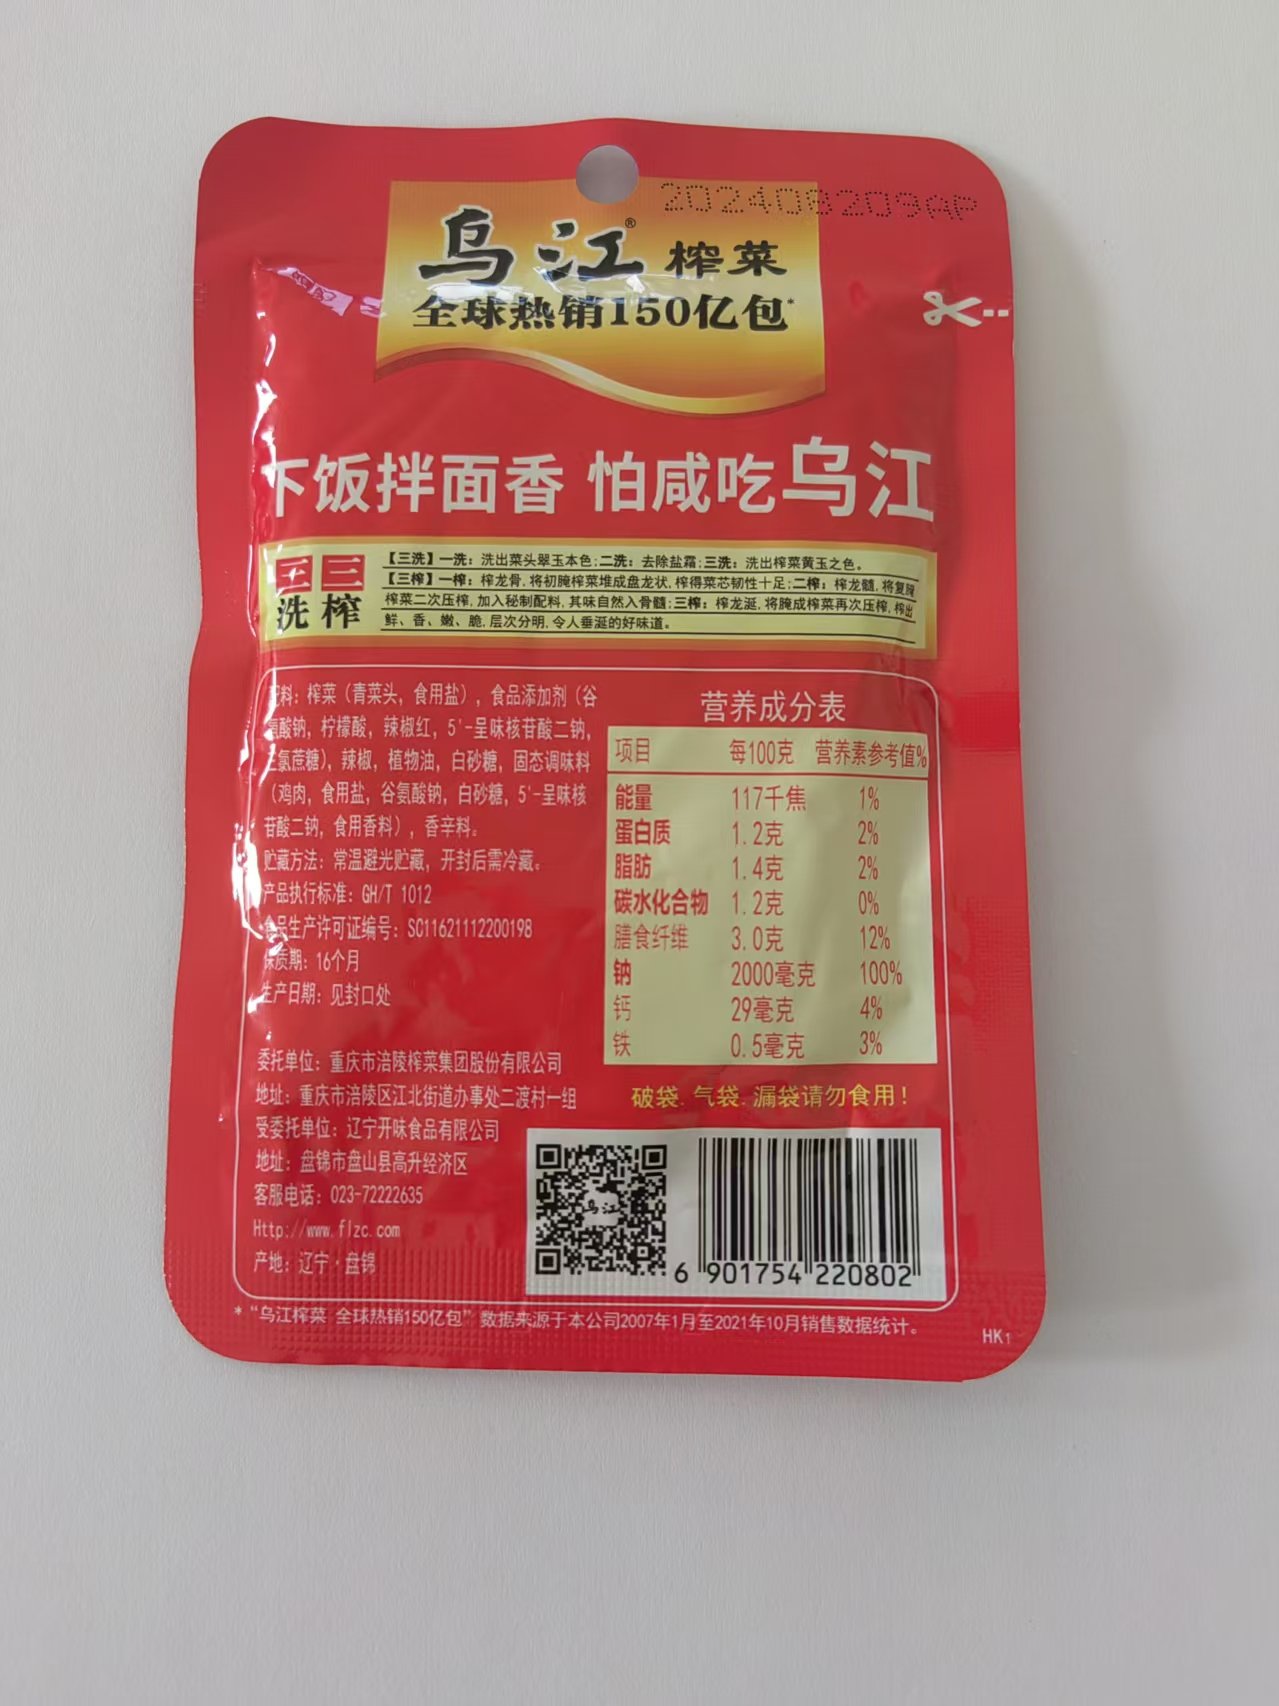 2024082209AP
乌江® 榨菜
全球热销150亿包*
下饭拌面香 怕咸吃乌江
三洗 三榨
【三洗】一洗：洗出菜头翠玉本色；二洗：去除盐霜；三洗：洗出榨菜黄玉之色。
【三榨】一榨：榨龙骨，将初腌榨菜堆成盘龙状，榨得菜芯韧性十足；二榨：榨龙髓，将复腌
榨菜二次压榨，加入秘制配料，其味自然入骨髓；三榨：榨龙涎，将腌成榨菜再次压榨，榨出
鲜、香、嫩、脆，层次分明，令人垂涎的好味道。
配料：榨菜（青菜头，食用盐），食品添加剂（谷
氨酸钠，柠檬酸，辣椒红，5'-呈味核苷酸二钠，
三氯蔗糖），辣椒，植物油，白砂糖，固态调味料
（鸡肉，食用盐，谷氨酸钠，白砂糖，5'-呈味核
苷酸二钠，食用香料），香辛料。
贮藏方法：常温避光贮藏，开封后需冷藏。
产品执行标准：GH/T 1012
食品生产许可证编号：SC11621112200198
保质期：16个月
生产日期：见封口处
委托单位：重庆市涪陵榨菜集团股份有限公司
地址：重庆市涪陵区江北街道办事处二渡村一组
受委托单位：辽宁开味食品有限公司
地址：盘锦市盘山县高升经济区
客服电话：023-72222635
Http://www.flzc.com
产地：辽宁·盘锦
营养成分表
项目 每100克 营养素参考值%
能量 117千焦 1%
蛋白质 1.2克 2%
脂肪 1.4克 2%
碳水化合物 1.2克 0%
膳食纤维 3.0克 12%
钠 2000毫克 100%
钙 29毫克 4%
铁 0.5毫克 3%
破袋.气袋.漏袋请勿食用！
乌江
6 901754 220802
*“乌江榨菜 全球热销150亿包”数据来源于本公司2007年1月至2021年10月销售数据统计。
HK1